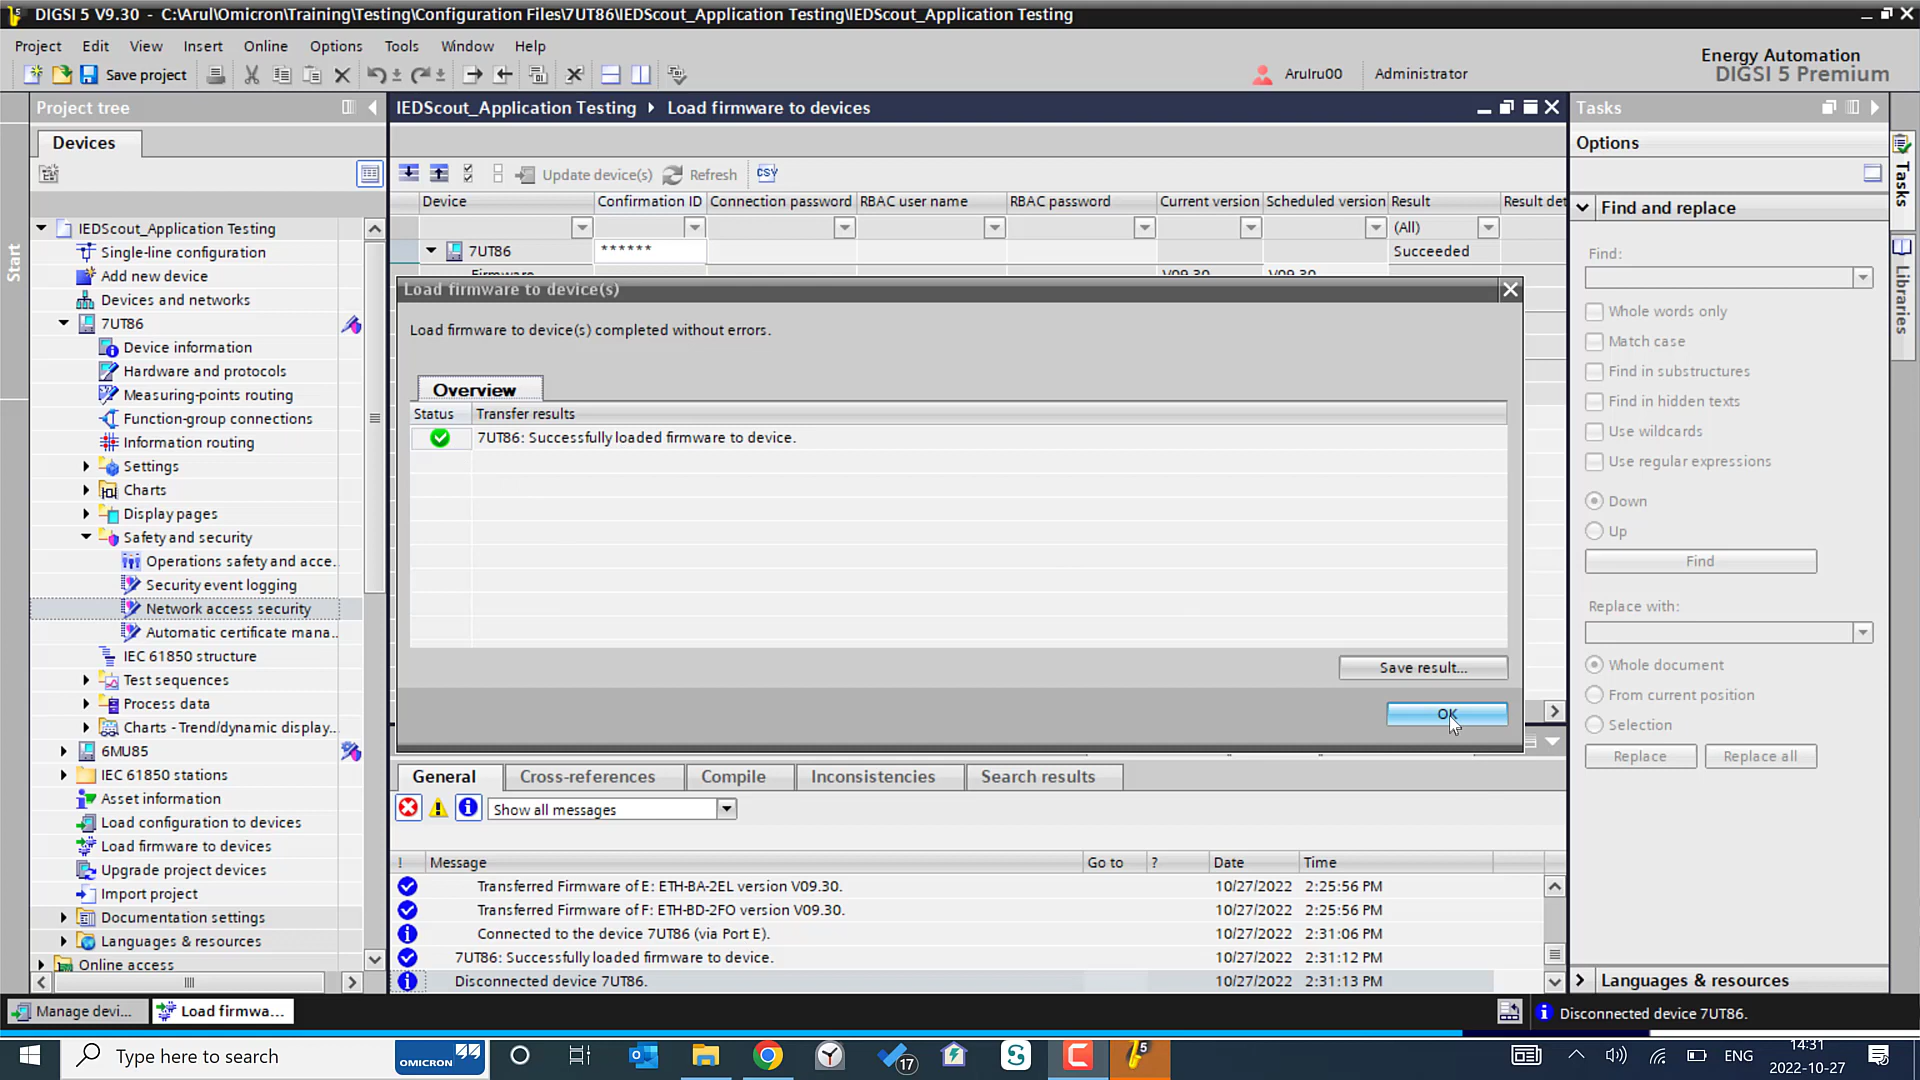 DIGSI 5 V9.30 - C:\Arul\Omicron\Training\Testing\Configuration Files\7UT86\IEDScout_Application Testing\IEDScout_Application Testing
Project Edit View Insert Online Options Tools Window Help
Energy Automation
DIGSI 5 Premium
Save project
AruIru00 Administrator
Project tree
IEDScout_Application Testing Load firmware to devices
Tasks
Devices
Options
Update device(s) Refresh CSV
Device Confirmation ID Connection password RBAC user name RBAC password Current version Scheduled version Result Result det
(All)
7UT86 ****** Succeeded
Firmware V09.30 V09.30
Start
IEDScout_Application Testing
Single-line configuration
Add new device
Devices and networks
7UT86
Device information
Hardware and protocols
Measuring-points routing
Function-group connections
Information routing
Settings
Charts
Display pages
Safety and security
Operations safety and acce..
Security event logging
Network access security
Automatic certificate mana..
IEC 61850 structure
Test sequences
Process data
Charts - Trend/dynamic display...
6MU85
IEC 61850 stations
Asset information
Load configuration to devices
Load firmware to devices
Upgrade project devices
Import project
Documentation settings
Languages & resources
Online access
Load firmware to device(s)
Load firmware to device(s) completed without errors.
Overview
Status Transfer results
7UT86: Successfully loaded firmware to device.
Save result...
OK
General Cross-references Compile Inconsistencies Search results
Show all messages
! Message Go to ? Date Time
Transferred Firmware of E: ETH-BA-2EL version V09.30. 10/27/2022 2:25:56 PM
Transferred Firmware of F: ETH-BD-2FO version V09.30. 10/27/2022 2:25:56 PM
Connected to the device 7UT86 (via Port E). 10/27/2022 2:31:06 PM
7UT86: Successfully loaded firmware to device. 10/27/2022 2:31:12 PM
Disconnected device 7UT86. 10/27/2022 2:31:13 PM
Find and replace
Find:
Whole words only
Match case
Find in substructures
Find in hidden texts
Use wildcards
Use regular expressions
Down
Up
Find
Replace with:
Whole document
From current position
Selection
Replace Replace all
Languages & resources
Tasks
Libraries
Manage devi... Load firmwa...
Disconnected device 7UT86.
Type here to search
OMICRON
17
S
5
ENG
14:31
2022-10-27